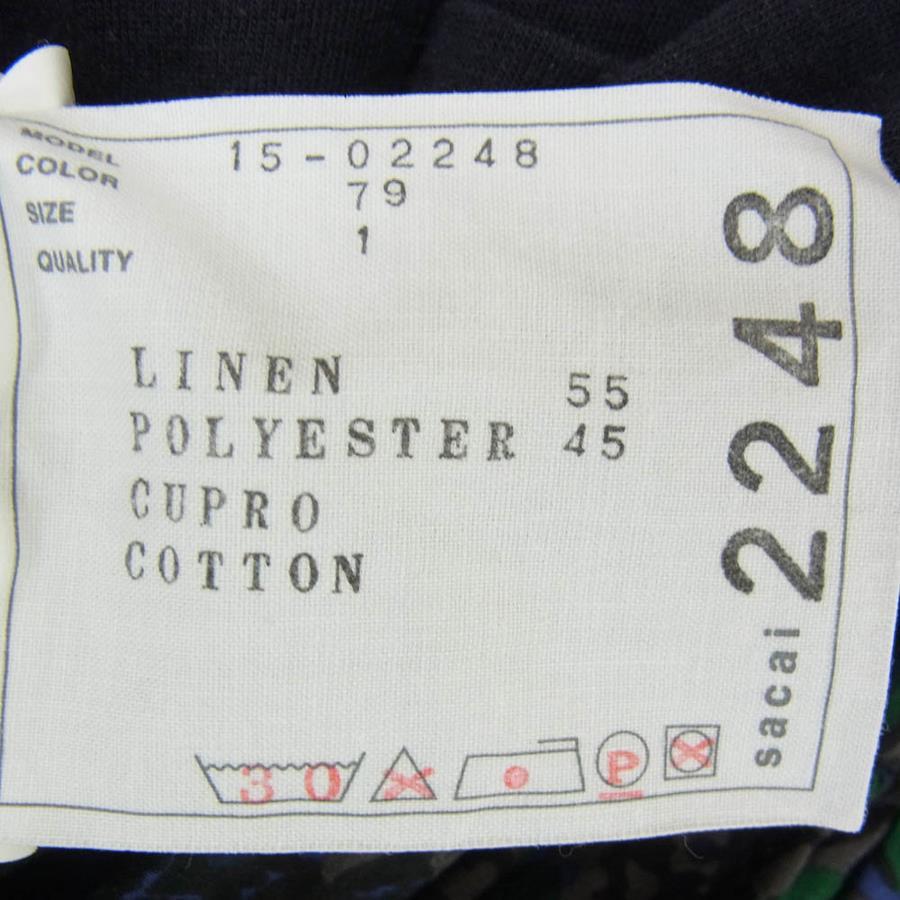 MODEL 15-02248
COLOR 79
SIZE 1
QUALITY
LINEN 55
POLYESTER 45
CUPRO
COTTON
30
P
sacai 2248